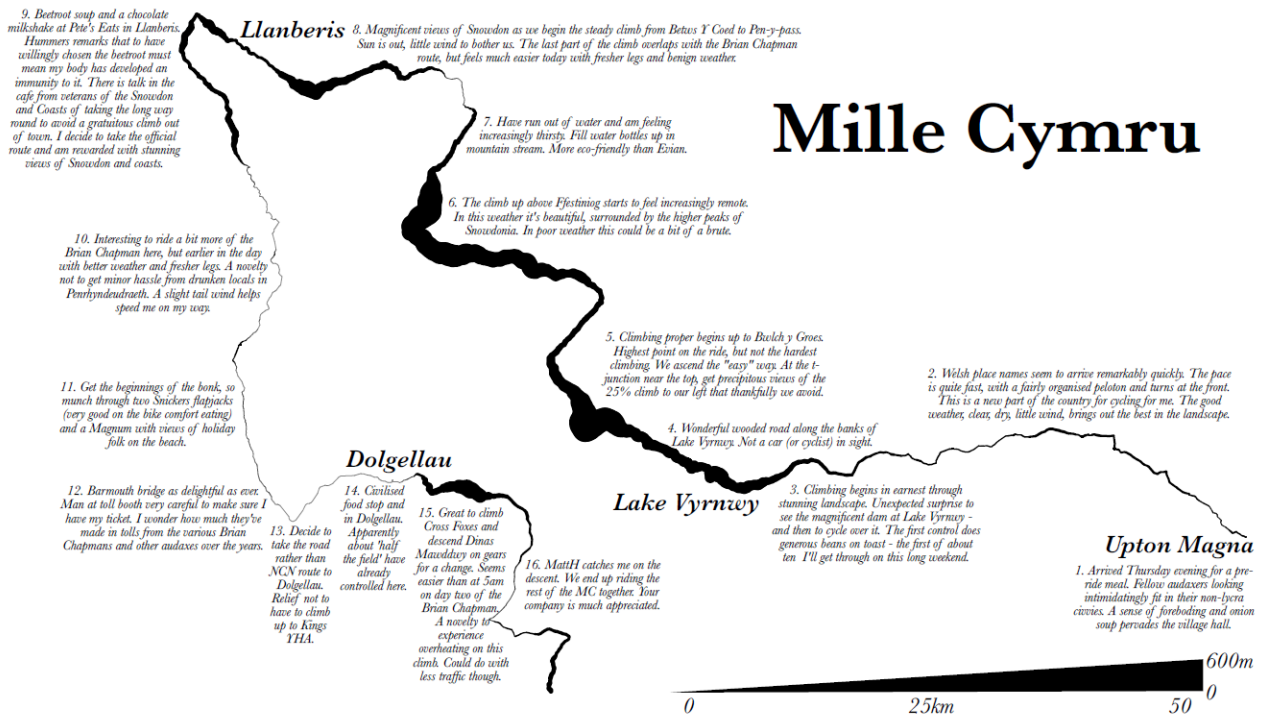 Mille Cymru
Upton Magna
1. Arrived Thursday evening for a pre-
ride meal. Fellow audaxers looking
intimidatingly fit in their non-lycra
civvies. A sense of foreboding and onion
soup pervades the village hall.
2. Welsh place names seem to arrive remarkably quickly. The pace
is quite fast, with a fairly organised peloton and turns at the front.
This is a new part of the country for cycling for me. The good
weather, clear, dry, little wind, brings out the best in the landscape.
Lake Vyrnwy
3. Climbing begins in earnest through
stunning landscape. Unexpected surprise to
see the magnificent dam at Lake Vyrnwy -
and then to cycle over it. The first control does
generous beans on toast - the first of about
ten I'll get through on this long weekend.
4. Wonderful wooded road along the banks of
Lake Vyrnwy. Not a car (or cyclist) in sight.
5. Climbing proper begins up to Bwlch y Groes.
Highest point on the ride, but not the hardest
climbing. We ascend the "easy" way. At the t-
junction near the top, get precipitous views of the
25% climb to our left that thankfully we avoid.
6. The climb up above Ffestiniog starts to feel increasingly remote.
In this weather it's beautiful, surrounded by the higher peaks of
Snowdonia. In poor weather this could be a bit of a brute.
7. Have run out of water and am feeling
increasingly thirsty. Fill water bottles up in
mountain stream. More eco-friendly than Evian.
8. Magnificent views of Snowdon as we begin the steady climb from Betws Y Coed to Pen-y-pass.
Sun is out, little wind to bother us. The last part of the climb overlaps with the Brian Chapman
route, but feels much easier today with fresher legs and benign weather.
Llanberis
9. Beetroot soup and a chocolate
milkshake at Pete's Eats in Llanberis.
Hummers remarks that to have
willingly chosen the beetroot must
mean my body has developed an
immunity to it. There is talk in the
cafe from veterans of the Snowdon
and Coasts of taking the long way
round to avoid a gratuitous climb out
of town. I decide to take the official
route and am rewarded with stunning
views of Snowdon and coasts.
10. Interesting to ride a bit more of the
Brian Chapman here, but earlier in the day
with better weather and fresher legs. A novelty
not to get minor hassle from drunken locals in
Penrhyndeudraeth. A slight tail wind helps
speed me on my way.
11. Get the beginnings of the bonk, so
munch through two Snickers flapjacks
(very good on the bike comfort eating)
and a Magnum with views of holiday
folk on the beach.
12. Barmouth bridge as delightful as ever.
Man at toll booth very careful to make sure I
have my ticket. I wonder how much they've
made in tolls from the various Brian
Chapmans and other audaxes over the years.
13. Decide to
take the road
rather than
NCN route to
Dolgellau.
Relief not to
have to climb
up to Kings
YHA.
Dolgellau
14. Civilised
food stop and
in Dolgellau.
Apparently
about 'half
the field' have
already
controlled here.
15. Great to climb
Cross Foxes and
descend Dinas
Mawddwy on gears
for a change. Seems
easier than at 5am
on day two of the
Brian Chapman.
A novelty to
experience
overheating on this
climb. Could do with
less traffic though.
16. MattH catches me on the
descent. We end up riding the
rest of the MC together. Your
company is much appreciated.
600m
0
0
25km
50